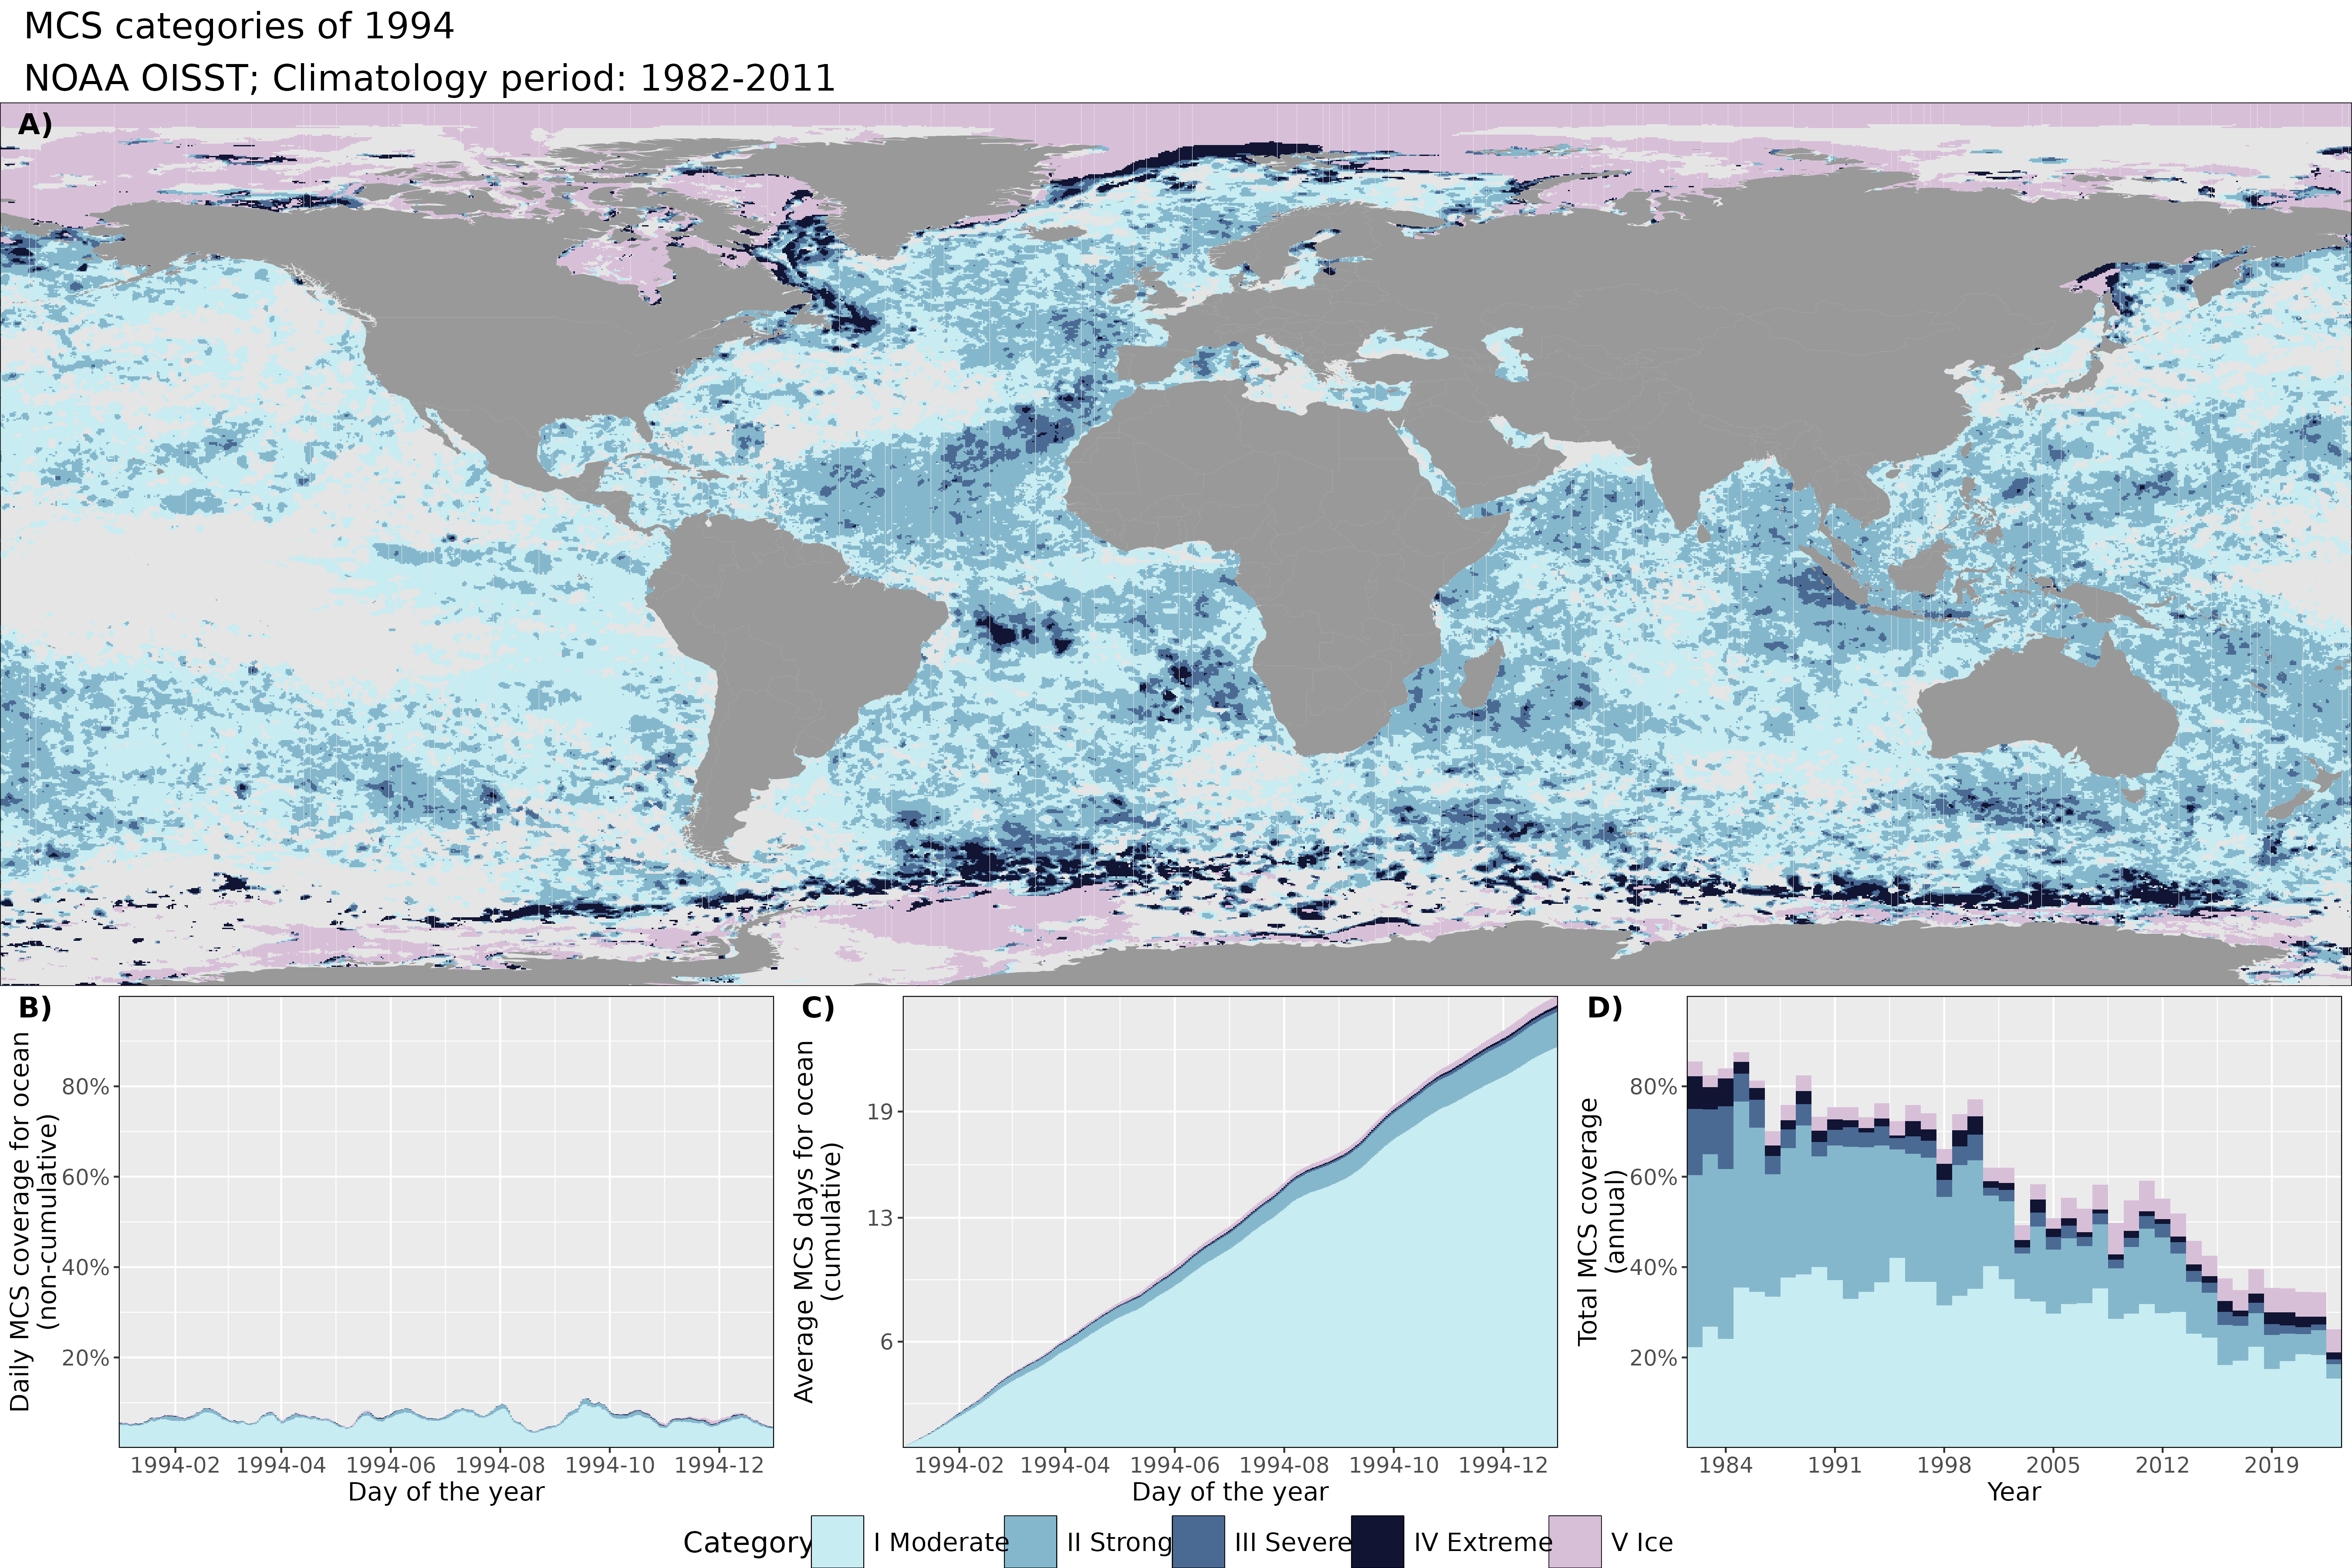 MCS categories of 1994
NOAA OISST; Climatology period: 1982-2011
A)
B)
Daily MCS coverage for ocean
(non-cumulative)
80%
60%
40%
20%
1994-02 1994-04 1994-06 1994-08 1994-10 1994-12
Day of the year
C)
Average MCS days for ocean
(cumulative)
19
13
6
1994-02 1994-04 1994-06 1994-08 1994-10 1994-12
Day of the year
D)
Total MCS coverage
(annual)
80%
60%
40%
20%
1984 1991 1998 2005 2012 2019
Year
Category I Moderate II Strong III Severe IV Extreme V Ice